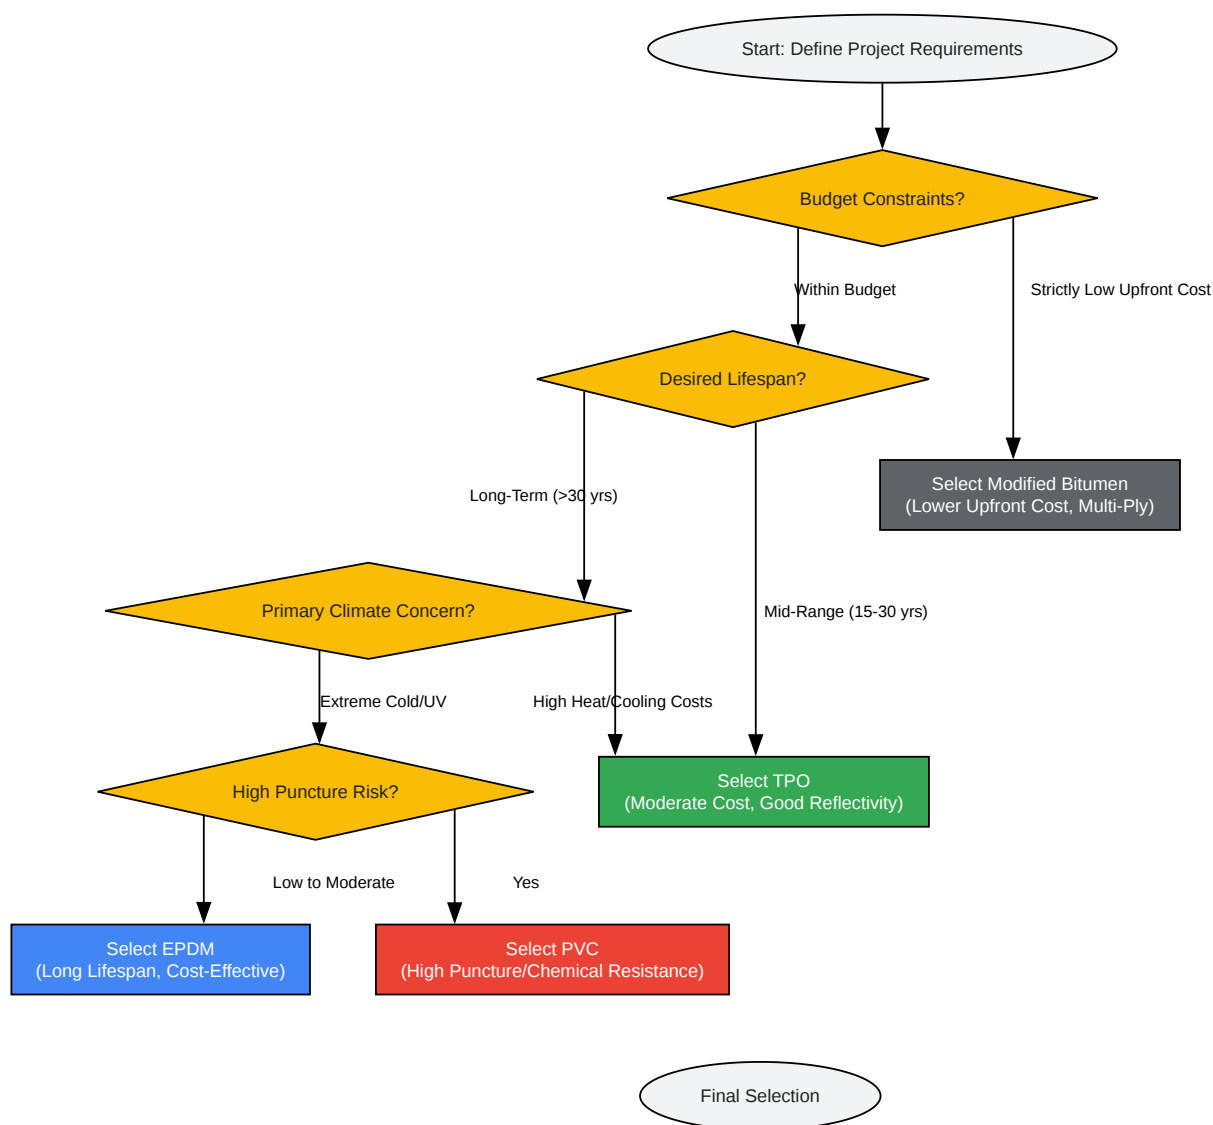 Start: Define Project Requirements
Budget Constraints?
Within Budget
Strictly Low Upfront Cost
Desired Lifespan?
Select Modified Bitumen
(Lower Upfront Cost, Multi-Ply)
Long-Term (>30 yrs)
Primary Climate Concern?
Mid-Range (15-30 yrs)
Extreme Cold/UV
High Heat/Cooling Costs
High Puncture Risk?
Select TPO
(Moderate Cost, Good Reflectivity)
Low to Moderate
Yes
Select EPDM
(Long Lifespan, Cost-Effective)
Select PVC
(High Puncture/Chemical Resistance)
Final Selection